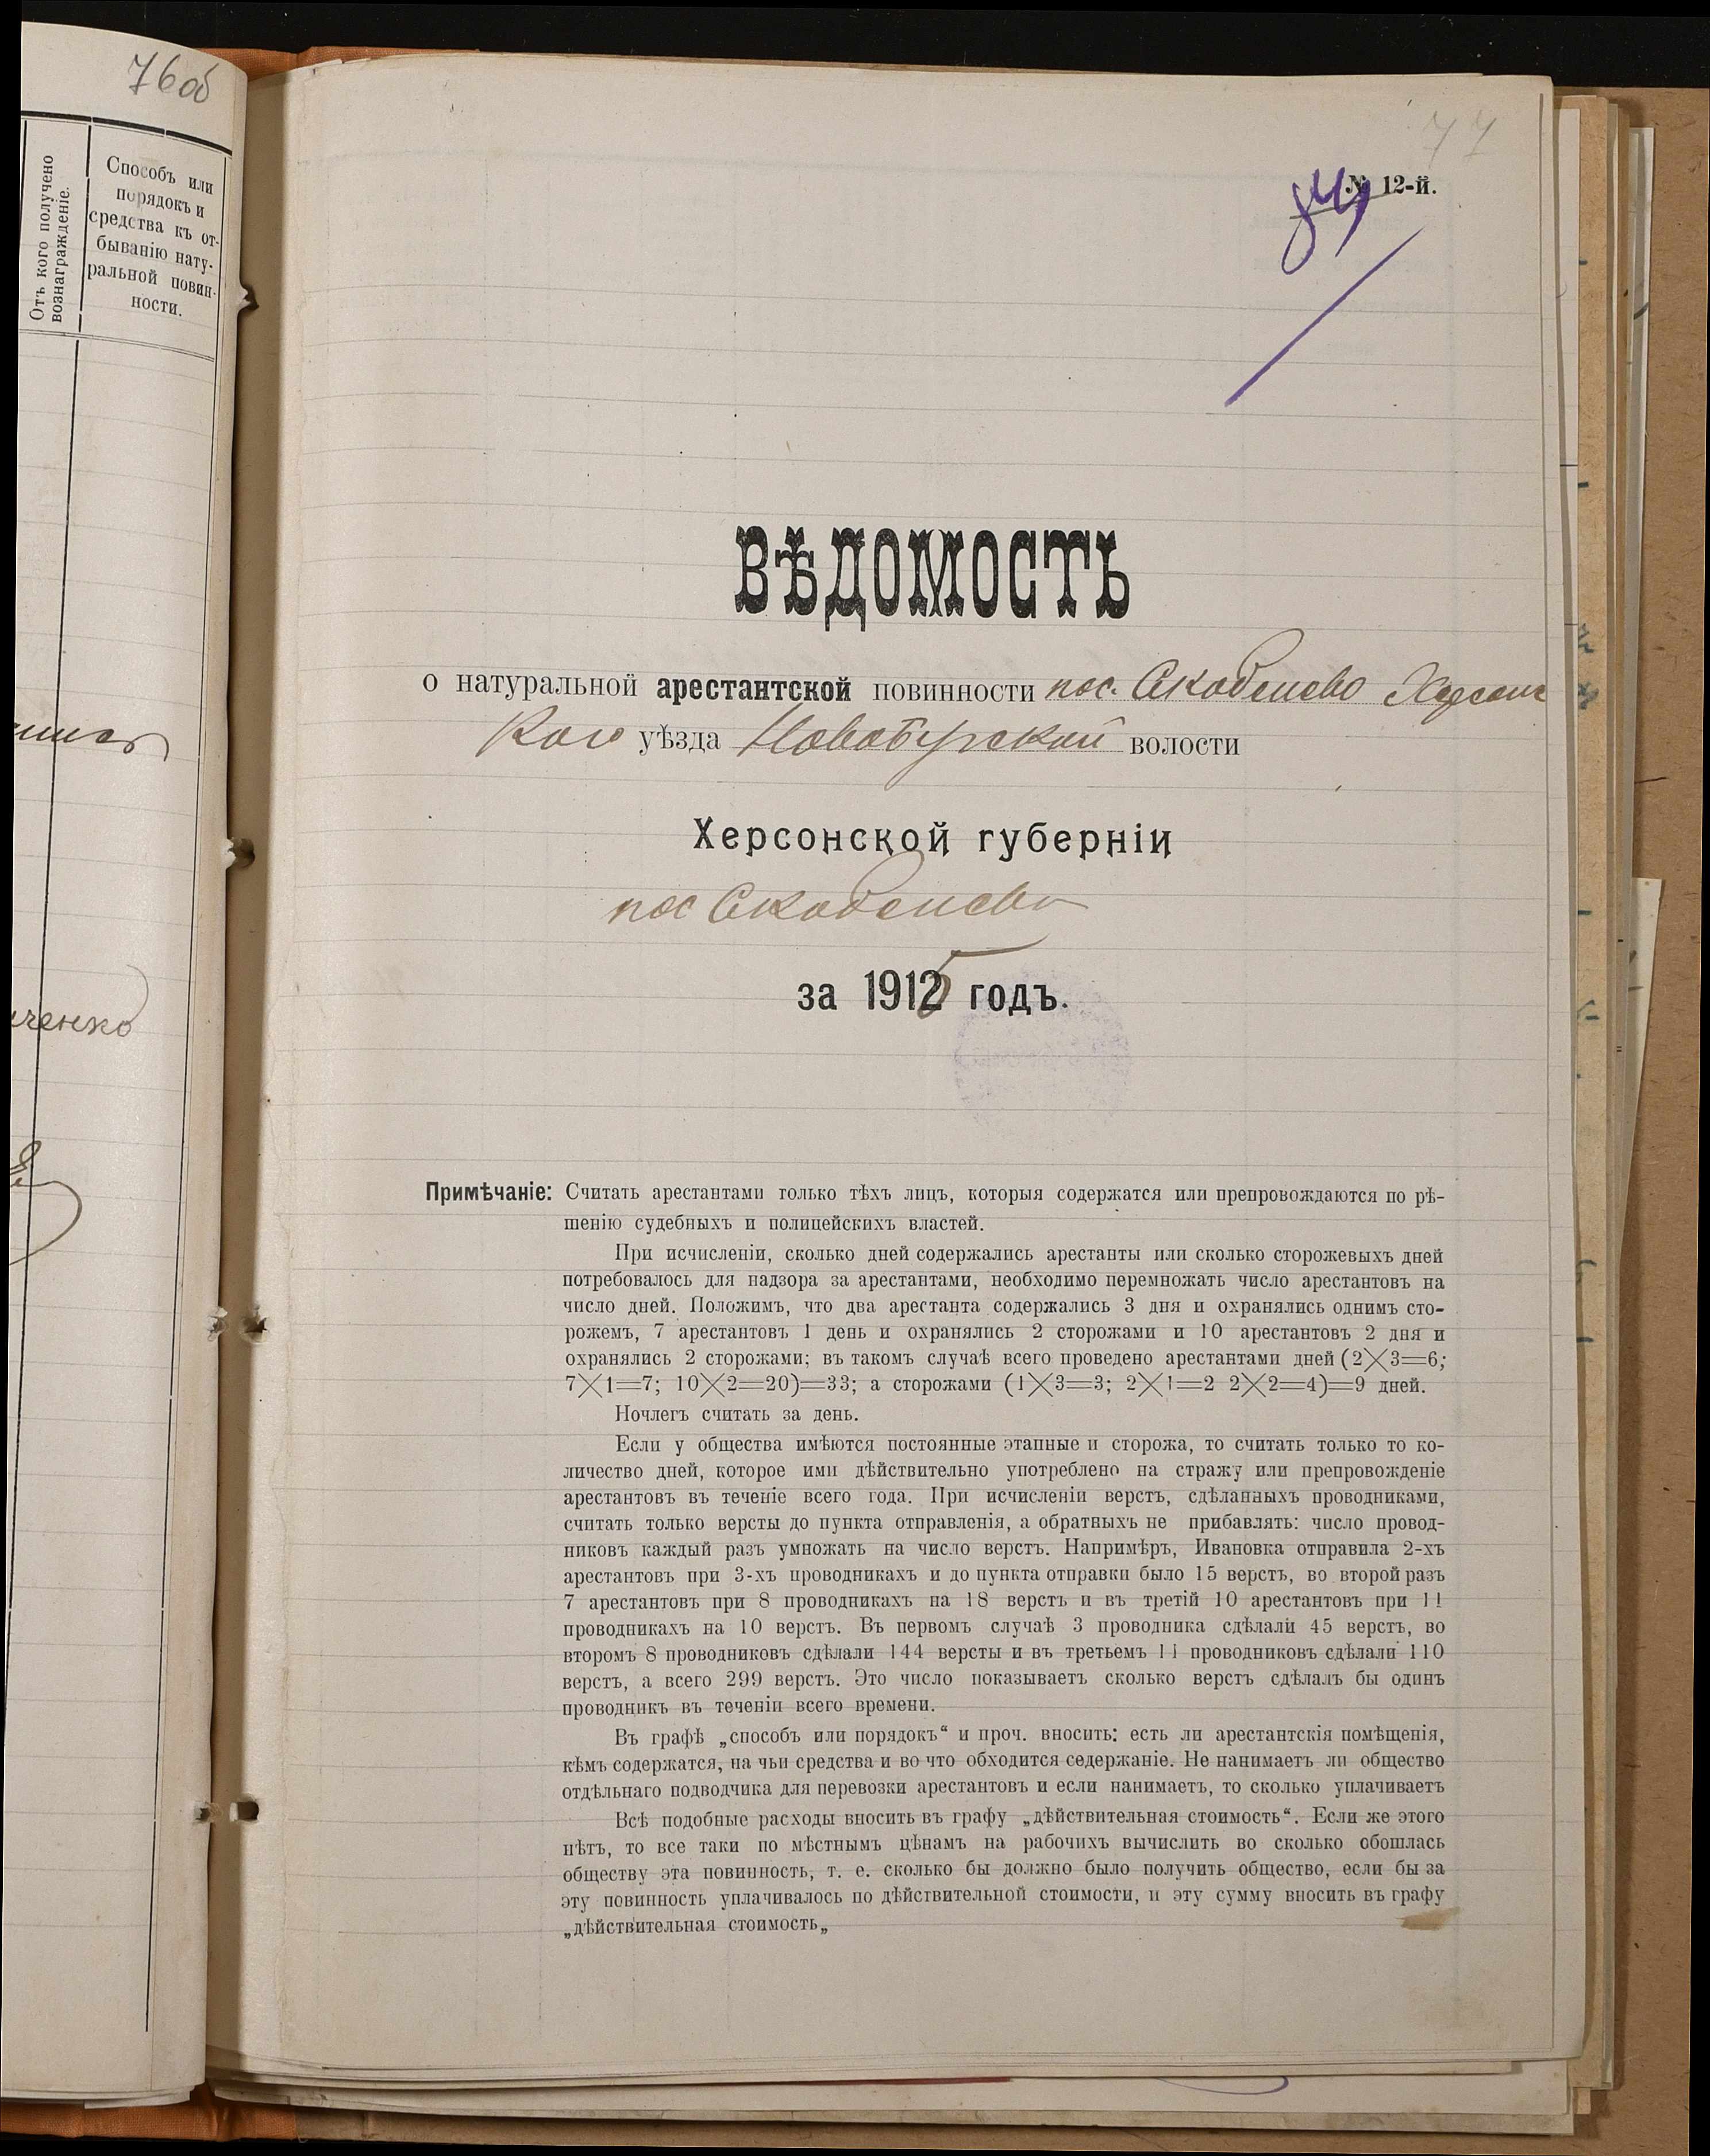 76об
Отъ кого получено
вознагражденіе.
Способъ или
порядокъ и
средства къ от-
быванію нату-
ральной повин-
ности.
ченко
77
84
№ 12-й.
ВѢДОМОСТЬ
о натуральной арестантской повинности пос. Скобелево Херсонс
каго уѣзда Новобугской волости
Херсонской губерніи
пос Скобелево
за 1915 годъ.
Примѣчаніе: Считать арестантами только тѣхъ лицъ, которыя содержатся или препровождаются по рѣ-
шенію судебныхъ и полицейскихъ властей.
При исчисленіи, сколько дней содержались арестанты или сколько сторожевыхъ дней
потребовалось для надзора за арестантами, необходимо перемножать число арестантовъ на
число дней. Положимъ, что два арестанта содержались 3 дня и охранялись однимъ сто-
рожемъ, 7 арестантовъ 1 день и охранялись 2 сторожами и 10 арестантовъ 2 дня и
охранялись 2 сторожами; въ такомъ случаѣ всего проведено арестантами дней (2×3=6;
7×1=7; 10×2=20)=33; а сторожами (1×3=3; 2×1=2 2×2=4)=9 дней.
Ночлегъ считать за день.
Если у общества имѣются постоянные этапные и сторожа, то считать только то ко-
личество дней, которое ими дѣйствительно употреблено на стражу или препровожденіе
арестантовъ въ теченіе всего года. При исчисленіи верстъ, сдѣланныхъ проводниками,
считать только версты до пункта отправленія, а обратныхъ не прибавлять: число провод-
никовъ каждый разъ умножать на число верстъ. Напримѣръ, Ивановка отправила 2-хъ
арестантовъ при 3-хъ проводникахъ и до пункта отправки было 15 верстъ, во второй разъ
7 арестантовъ при 8 проводникахъ на 18 верстъ и въ третій 10 арестантовъ при 11
проводникахъ на 10 верстъ. Въ первомъ случаѣ 3 проводника сдѣлали 45 верстъ, во
второмъ 8 проводниковъ сдѣлали 144 версты и въ третьемъ 11 проводниковъ сдѣлали 110
верстъ, а всего 299 верстъ. Это число показываетъ сколько верстъ сдѣлалъ бы одинъ
проводникъ въ теченіи всего времени.
Въ графѣ „способъ или порядокъ“ и проч. вносить: есть ли арестантскія помѣщенія,
кѣмъ содержатся, на чьи средства и во что обходится седержаніе. Не нанимаетъ ли общество
отдѣльнаго подводчика для перевозки арестантовъ и если нанимаетъ, то сколько уплачиваетъ
Всѣ подобные расходы вносить въ графу „дѣйствительная стоимость“. Если же этого
нѣтъ, то все таки по мѣстнымъ цѣнамъ на рабочихъ вычислить во сколько обошлась
обществу эта повинность, т. е. сколько бы должно было получить общество, если бы за
эту повинность уплачивалось по дѣйствительной стоимости, и эту сумму вносить въ графу
„дѣйствительная стоимость„